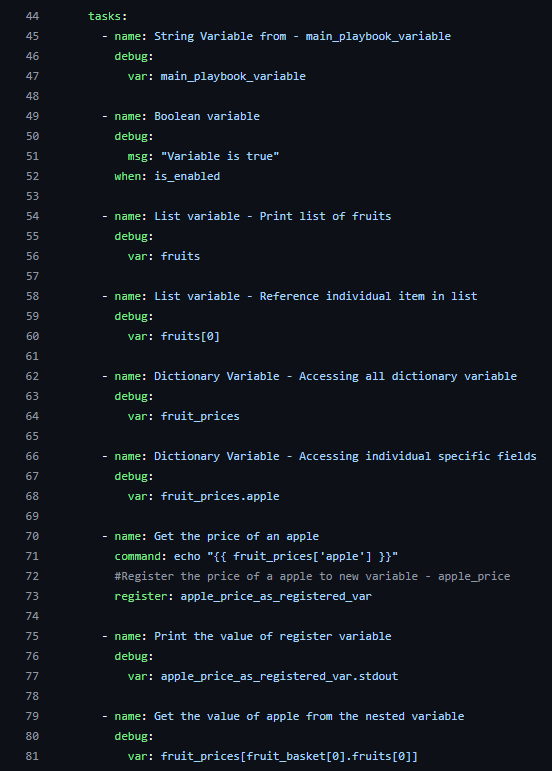 44 tasks:
45 - name: String Variable from - main_playbook_variable
46 debug:
47 var: main_playbook_variable
48
49 - name: Boolean variable
50 debug:
51 msg: "Variable is true"
52 when: is_enabled
53
54 - name: List variable - Print list of fruits
55 debug:
56 var: fruits
57
58 - name: List variable - Reference individual item in list
59 debug:
60 var: fruits[0]
61
62 - name: Dictionary Variable - Accessing all dictionary variable
63 debug:
64 var: fruit_prices
65
66 - name: Dictionary Variable - Accessing individual specific fields
67 debug:
68 var: fruit_prices.apple
69
70 - name: Get the price of an apple
71 command: echo "{{ fruit_prices['apple'] }}"
72 #Register the price of a apple to new variable - apple_price
73 register: apple_price_as_registered_var
74
75 - name: Print the value of register variable
76 debug:
77 var: apple_price_as_registered_var.stdout
78
79 - name: Get the value of apple from the nested variable
80 debug:
81 var: fruit_prices[fruit_basket[0].fruits[0]]